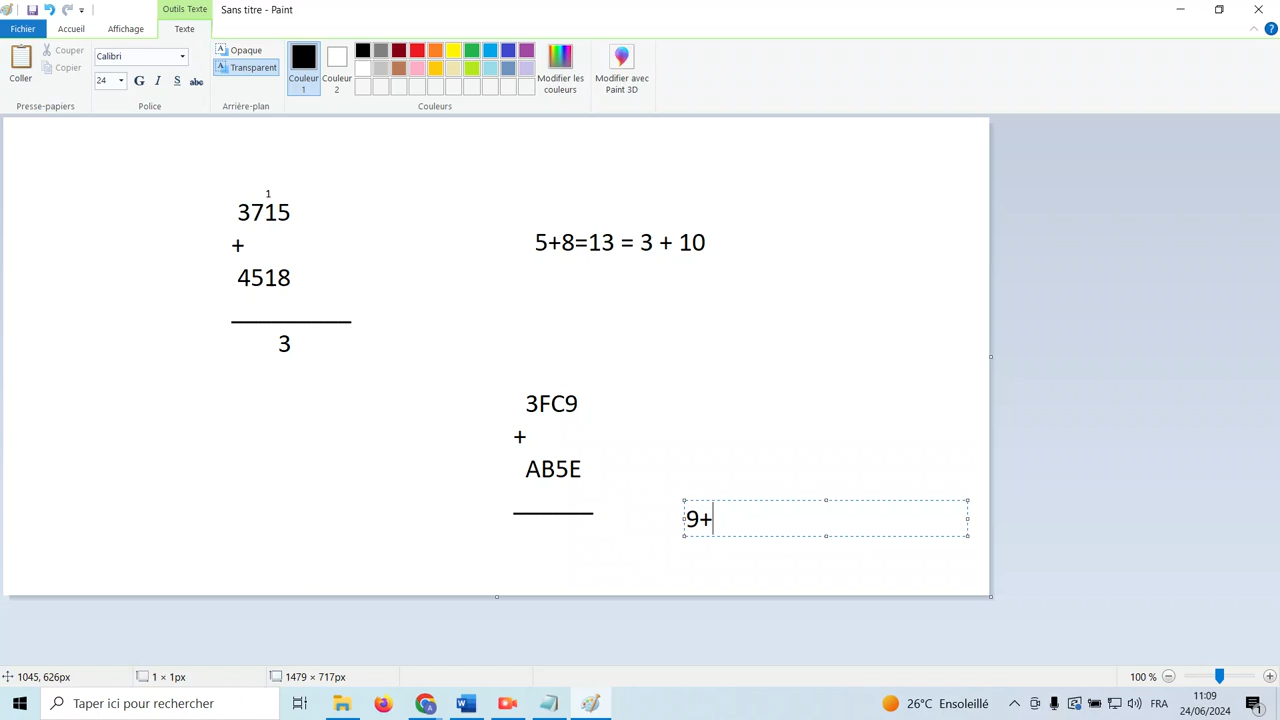 Outils Texte
Sans titre - Paint
Fichier
Accueil
Affichage
Texte
Coller
Couper
Copier
Presse-papiers
Calibri
24
G I S abc
Police
Opaque
Transparent
Arrière-plan
Couleur 1
Couleur 2
Modifier les couleurs
Couleurs
Modifier avec Paint 3D
1
3715
+
4518
3
5+8=13 = 3 + 10
3FC9
+
AB5E
9+
1045, 626px
1 × 1px
1479 × 717px
100 %
Taper ici pour rechercher
26°C Ensoleillé
FRA
11:09
24/06/2024
1